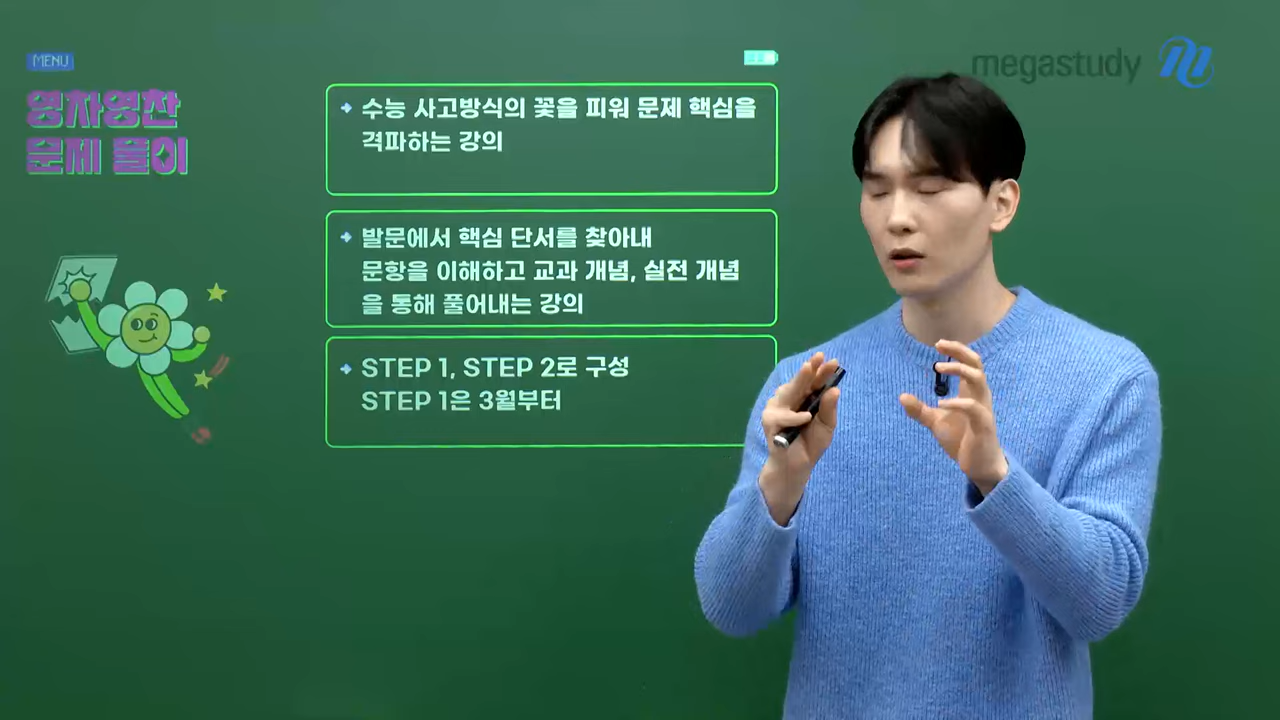 MENU
영차영찬
문제 풀이
수능 사고방식의 꽃을 피워 문제 핵심을
격파하는 강의
발문에서 핵심 단서를 찾아내
문항을 이해하고 교과 개념, 실전 개념
을 통해 풀어내는 강의
STEP 1, STEP 2로 구성
STEP 1은 3월부터
megastudy